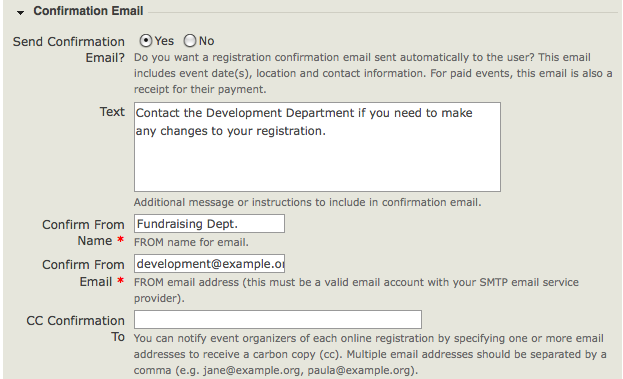 Confirmation Email
Send Confirmation Email?
Yes No
Do you want a registration confirmation email sent automatically to the user? This email
includes event date(s), location and contact information. For paid events, this email is also a
receipt for their payment.
Text
Contact the Development Department if you need to make
any changes to your registration.
Additional message or instructions to include in confirmation email.
Confirm From
Name *
Fundraising Dept.
FROM name for email.
Confirm From
Email *
development@example.or
FROM email address (this must be a valid email account with your SMTP email service
provider).
CC Confirmation
To
You can notify event organizers of each online registration by specifying one or more email
addresses to receive a carbon copy (cc). Multiple email addresses should be separated by a
comma (e.g. jane@example.org, paula@example.org).